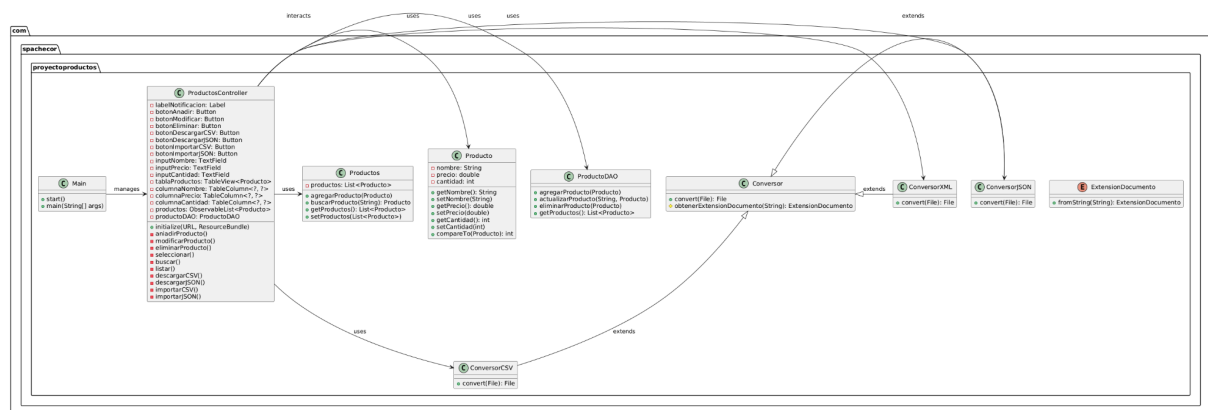 interacts
uses
uses
uses
extends
com
spachecor
proyectoproductos
C ProductosController
labelNotificacion: Label
botonAnadir: Button
botonModificar: Button
botonEliminar: Button
botonDescargarCSV: Button
botonDescargarJSON: Button
botonImportarCSV: Button
botonImportarJSON: Button
inputNombre: TextField
inputPrecio: TextField
inputCantidad: TextField
tablaProductos: TableView<Producto>
columnaNombre: TableColumn<?, ?>
columnaPrecio: TableColumn<?, ?>
columnaCantidad: TableColumn<?, ?>
productos: ObservableList<Producto>
productoDAO: ProductoDAO
initialize(URL, ResourceBundle)
aniadirProducto()
modificarProducto()
eliminarProducto()
seleccionar()
buscar()
listar()
descargarCSV()
descargarJSON()
importarCSV()
importarJSON()
C Main
start()
main(String[] args)
manages
uses
C Productos
productos: List<Producto>
agregarProducto(Producto)
buscarProducto(String): Producto
getProductos(): List<Producto>
setProductos(List<Producto>)
C Producto
nombre: String
precio: double
cantidad: int
getNombre(): String
setNombre(String)
getPrecio(): double
setPrecio(double)
getCantidad(): int
setCantidad(int)
compareTo(Producto): int
C ProductoDAO
agregarProducto(Producto)
actualizarProducto(String, Producto)
eliminarProducto(Producto)
getProductos(): List<Producto>
C Conversor
convert(File): File
obtenerExtensionDocumento(String): ExtensionDocumento
extends
C ConversorXML
convert(File): File
C ConversorJSON
convert(File): File
E ExtensionDocumento
fromString(String): ExtensionDocumento
uses
extends
C ConversorCSV
convert(File): File